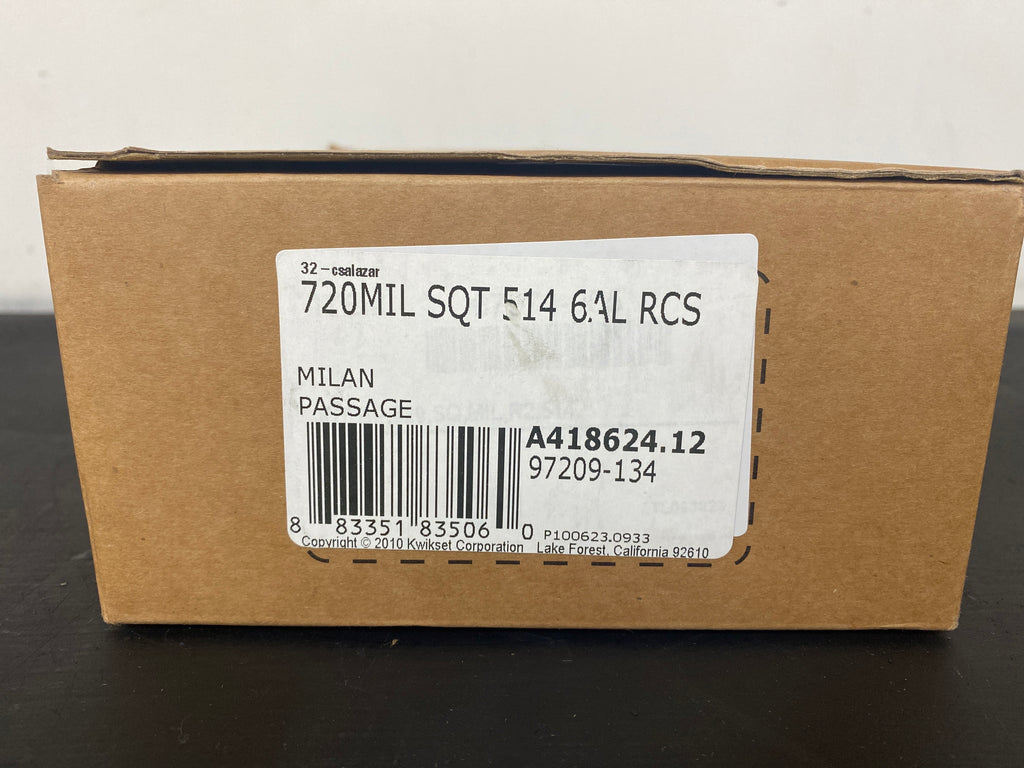 32-csalazar
720MIL SQT 514 6AL RCS
MILAN
PASSAGE
A418624.12
97209-134
8 83351 83506 0
P100623.0933
Copyright © 2010 Kwikset Corporation Lake Forest, California 92610